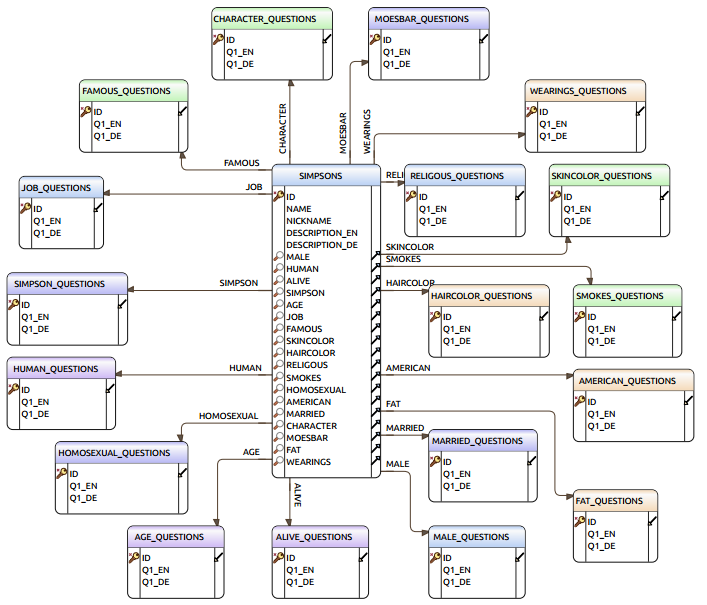 CHARACTER_QUESTIONS
ID
Q1_EN
Q1_DE
MOESBAR_QUESTIONS
ID
Q1_EN
Q1_DE
FAMOUS_QUESTIONS
ID
Q1_EN
Q1_DE
WEARINGS_QUESTIONS
ID
Q1_EN
Q1_DE
CHARACTER
MOESBAR
WEARINGS
FAMOUS
JOB_QUESTIONS
ID
Q1_EN
Q1_DE
JOB
SIMPSONS
ID
NAME
NICKNAME
DESCRIPTION_EN
DESCRIPTION_DE
MALE
HUMAN
ALIVE
SIMPSON
AGE
JOB
FAMOUS
SKINCOLOR
HAIRCOLOR
RELIGOUS
SMOKES
HOMOSEXUAL
AMERICAN
MARRIED
CHARACTER
MOESBAR
FAT
WEARINGS
RELI
RELIGOUS_QUESTIONS
ID
Q1_EN
Q1_DE
SKINCOLOR_QUESTIONS
ID
Q1_EN
Q1_DE
SKINCOLOR
SMOKES
SIMPSON_QUESTIONS
ID
Q1_EN
Q1_DE
SIMPSON
HAIRCOLOR
HAIRCOLOR_QUESTIONS
ID
Q1_EN
Q1_DE
SMOKES_QUESTIONS
ID
Q1_EN
Q1_DE
HUMAN_QUESTIONS
ID
Q1_EN
Q1_DE
HUMAN
AMERICAN
AMERICAN_QUESTIONS
ID
Q1_EN
Q1_DE
FAT
HOMOSEXUAL
HOMOSEXUAL_QUESTIONS
ID
Q1_EN
Q1_DE
MARRIED
MARRIED_QUESTIONS
ID
Q1_EN
Q1_DE
AGE
MALE
ALIVE
FAT_QUESTIONS
ID
Q1_EN
Q1_DE
AGE_QUESTIONS
ID
Q1_EN
Q1_DE
ALIVE_QUESTIONS
ID
Q1_EN
Q1_DE
MALE_QUESTIONS
ID
Q1_EN
Q1_DE